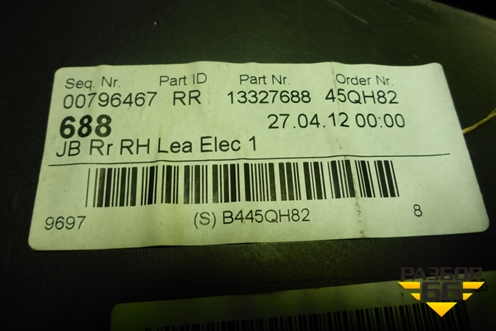 Seq. Nr. Part ID Part Nr. Order Nr.
00796467 RR 13327688 45QH82
688 27.04.12 00:00
JB Rr RH Lea Elec 1
9697 (S) B445QH82 8
РАЗБОР
66